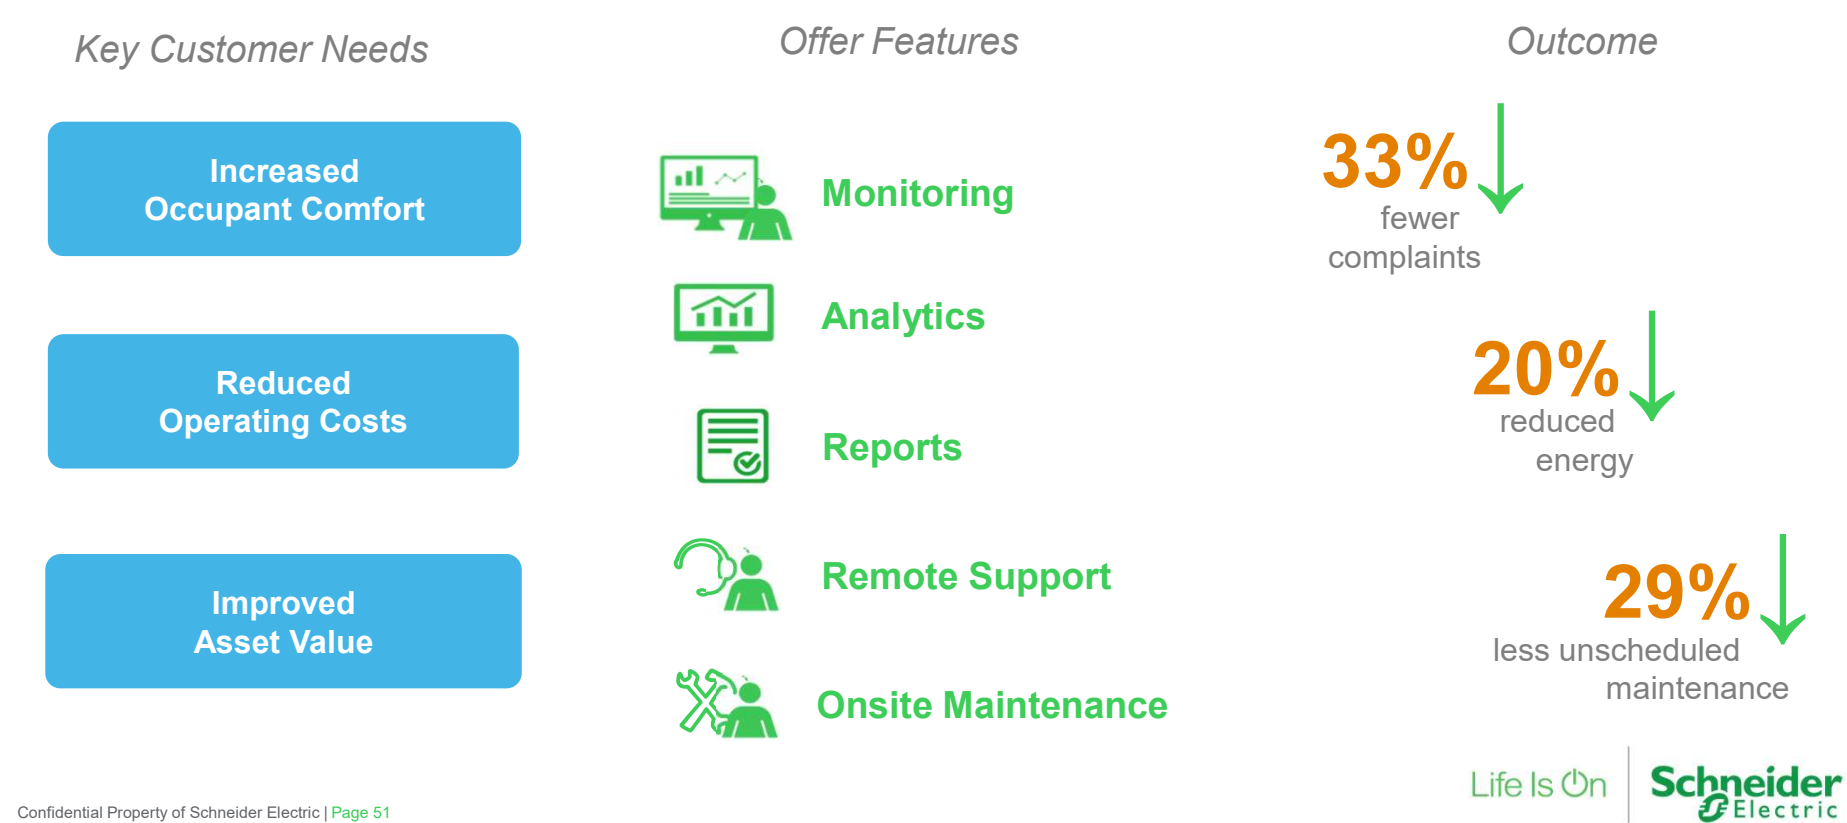 Key Customer Needs
Offer Features
Outcome
Increased
Occupant Comfort
Reduced
Operating Costs
Improved
Asset Value
Monitoring
Analytics
Reports
Remote Support
Onsite Maintenance
33%
fewer
complaints
20%
reduced
energy
29%
less unscheduled
maintenance
Life Is On
Schneider
Electric
Confidential Property of Schneider Electric | Page 51